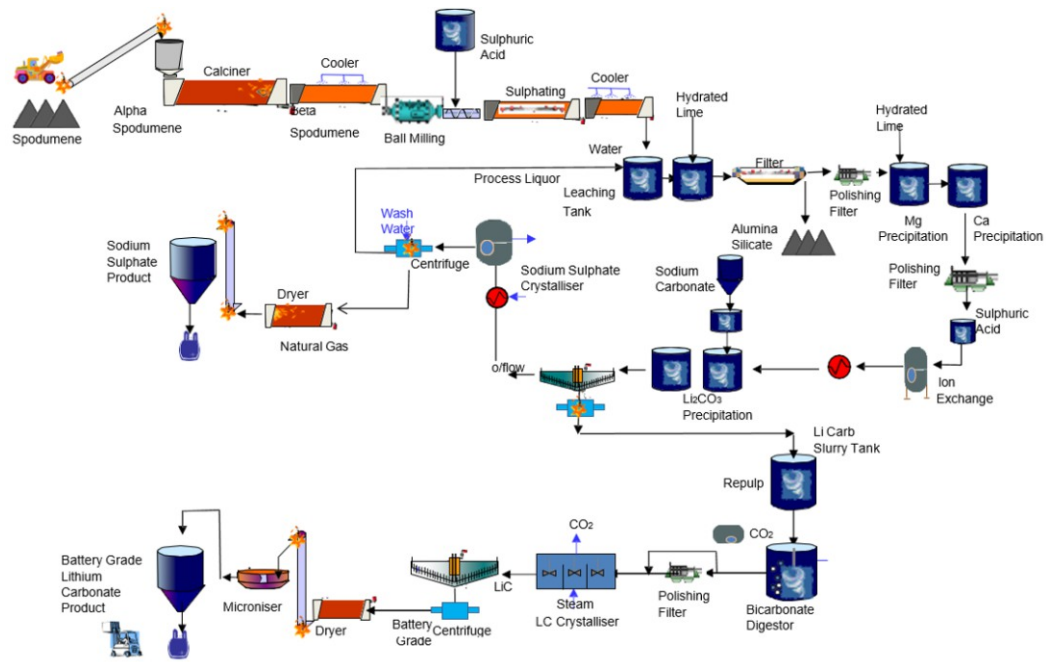 Spodumene
Alpha
Spodumene
Calciner
Cooler
Beta
Spodumene
Ball Milling
Sulphuric
Acid
Sulphating
Cooler
Water
Hydrated
Lime
Leaching
Tank
Process Liquor
Filter
Alumina
Silicate
Polishing
Filter
Hydrated
Lime
Mg
Precipitation
Ca
Precipitation
Polishing
Filter
Sulphuric
Acid
Ion
Exchange
Sodium
Carbonate
Li₂CO₃
Precipitation
o/flow
Sodium Sulphate
Crystalliser
Wash
Water
Centrifuge
Dryer
Natural Gas
Sodium
Sulphate
Product
Li Carb
Slurry Tank
Repulp
CO₂
Bicarbonate
Digestor
Polishing
Filter
CO₂
Steam
LC Crystalliser
LiC
Centrifuge
Battery
Grade
Dryer
Microniser
Battery Grade
Lithium
Carbonate
Product